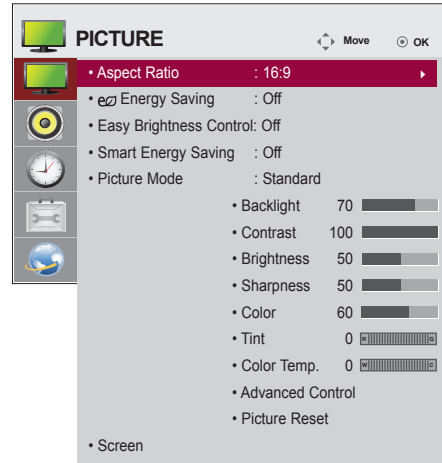 PICTURE Move OK
• Aspect Ratio : 16:9
• Energy Saving : Off
• Easy Brightness Control: Off
• Smart Energy Saving : Off
• Picture Mode : Standard
• Backlight 70
• Contrast 100
• Brightness 50
• Sharpness 50
• Color 60
• Tint 0 R G
• Color Temp. 0 W C
• Advanced Control
• Picture Reset
• Screen